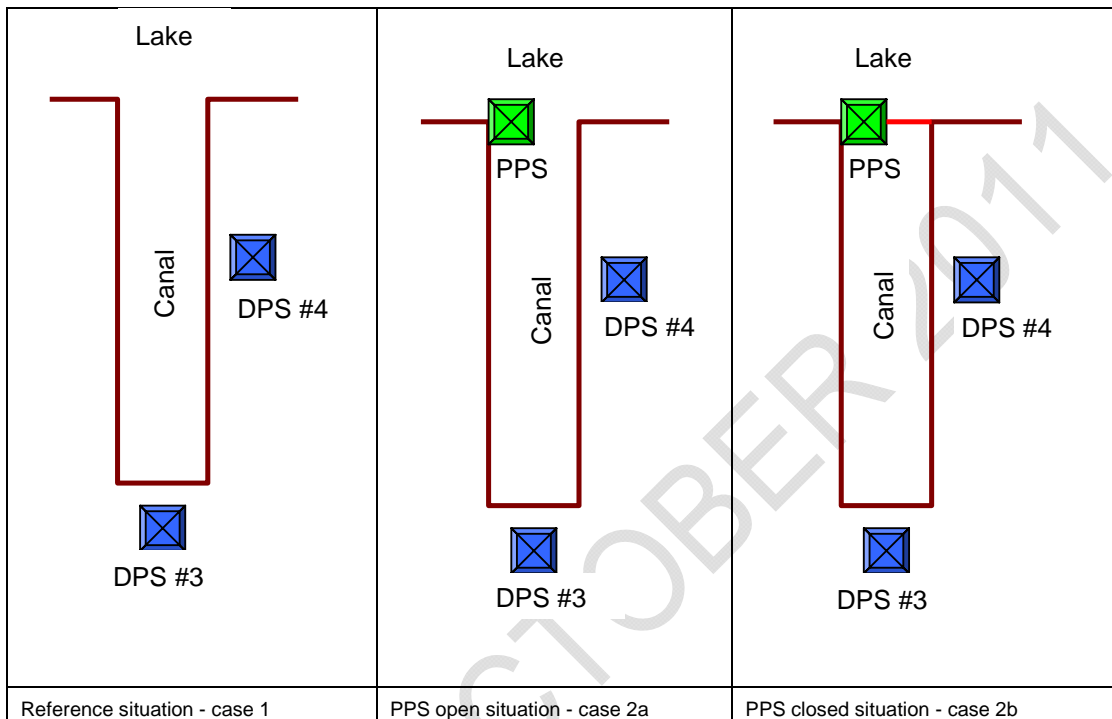 Lake
Canal
DPS #4
DPS #3
Reference situation - case 1
Lake
PPS
Canal
DPS #4
DPS #3
PPS open situation - case 2a
Lake
PPS
Canal
DPS #4
DPS #3
PPS closed situation - case 2b
CTOBER 2011